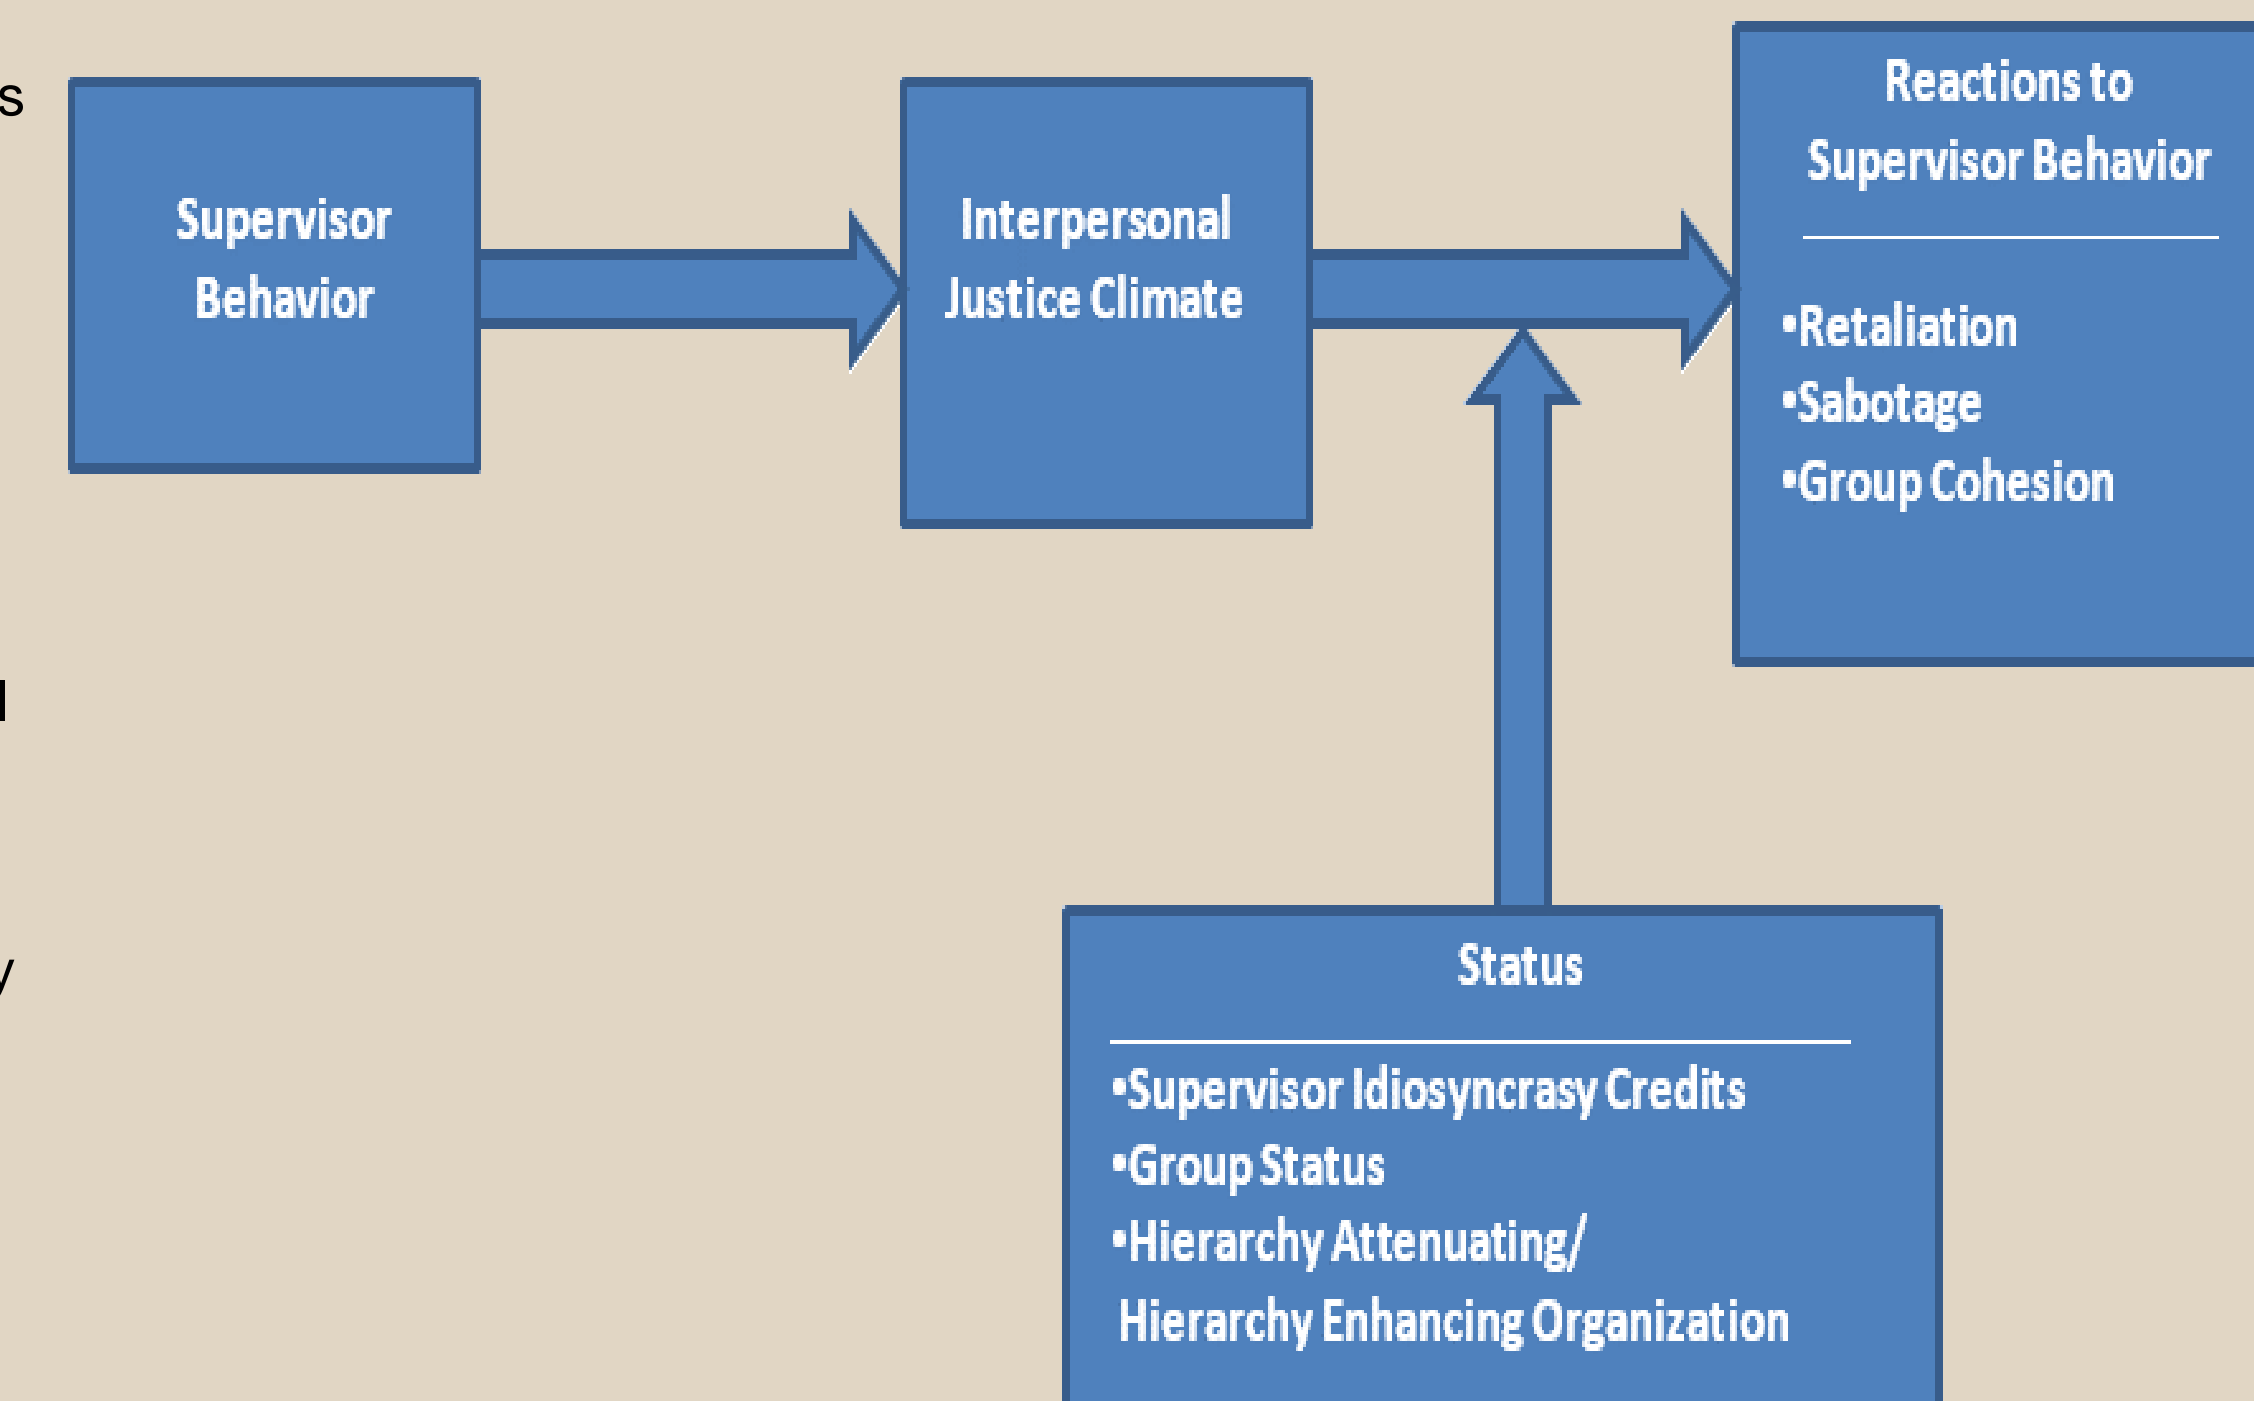 s
Supervisor
Behavior
Interpersonal
Justice Climate
Reactions to
Supervisor Behavior
•Retaliation
•Sabotage
•Group Cohesion
y
Status
•Supervisor Idiosyncrasy Credits
•Group Status
•Hierarchy Attenuating/
Hierarchy Enhancing Organization